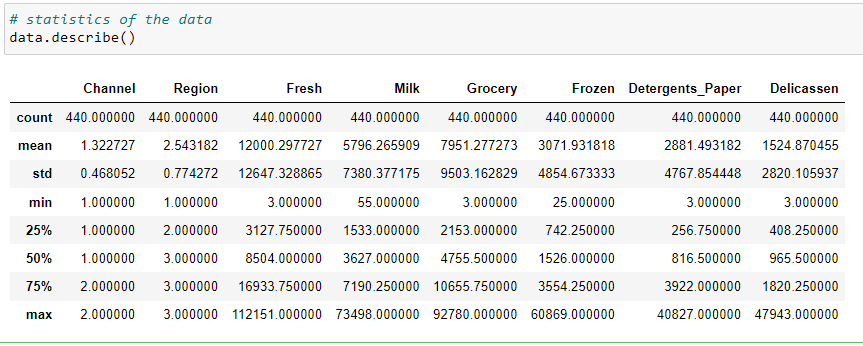 # statistics of the data
data.describe()
Channel Region Fresh Milk Grocery Frozen Detergents_Paper Delicassen
count 440.000000 440.000000 440.000000 440.000000 440.000000 440.000000 440.000000 440.000000
mean 1.322727 2.543182 12000.297727 5796.265909 7951.277273 3071.931818 2881.493182 1524.870455
std 0.468052 0.774272 12647.328865 7380.377175 9503.162829 4854.673333 4767.854448 2820.105937
min 1.000000 1.000000 3.000000 55.000000 3.000000 25.000000 3.000000 3.000000
25% 1.000000 2.000000 3127.750000 1533.000000 2153.000000 742.250000 256.750000 408.250000
50% 1.000000 3.000000 8504.000000 3627.000000 4755.500000 1526.000000 816.500000 965.500000
75% 2.000000 3.000000 16933.750000 7190.250000 10655.750000 3554.250000 3922.000000 1820.250000
max 2.000000 3.000000 112151.000000 73498.000000 92780.000000 60869.000000 40827.000000 47943.000000